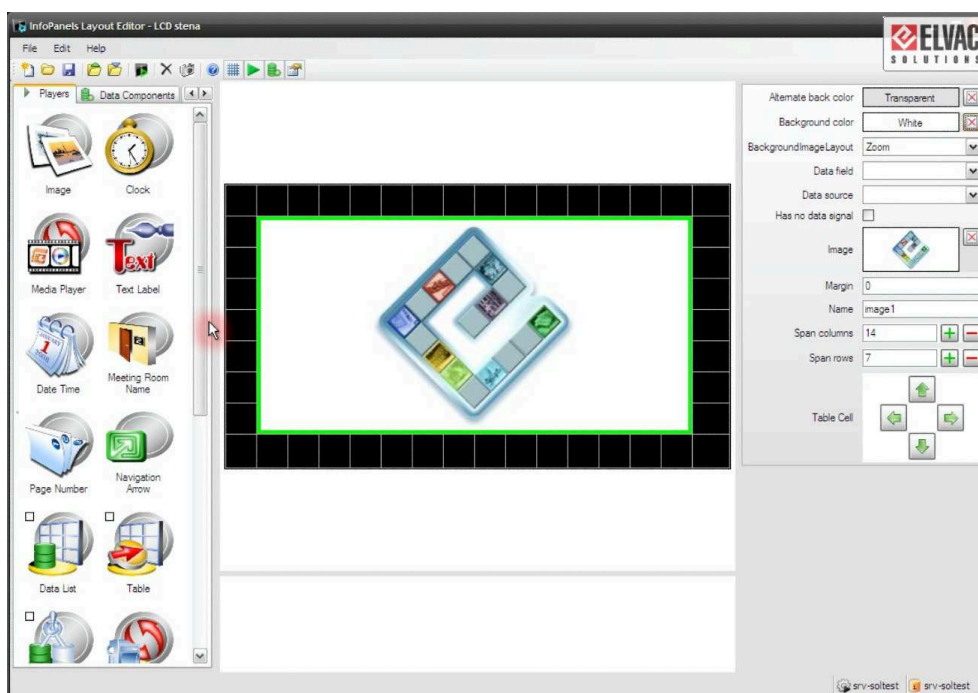 InfoPanels Layout Editor - LCD stena
ELVAC
SOLUTIONS
File Edit Help
Players Data Components
Image Clock
Media Player Text Label
Text
Date Time Meeting Room Name
Page Number Navigation Arrow
Data List Table
Alternate back color Transparent
Background color White
BackgroundImageLayout Zoom
Data field
Data source
Has no data signal
Image
Margin 0
Name image1
Span columns 14
Span rows 7
Table Cell
srv-soltest srv-soltest